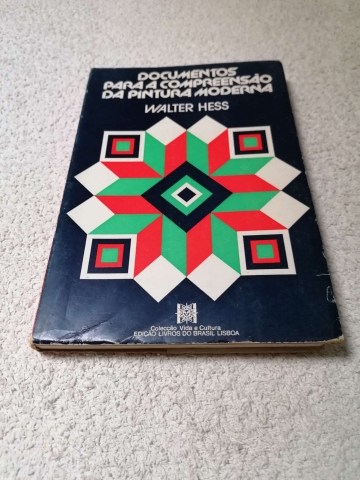 DOCUMENTOS
PARA A COMPREENSÃO
DA PINTURA MODERNA
WALTER HESS
Colecção Vida e Cultura
EDIÇÃO LIVROS DO BRASIL LISBOA